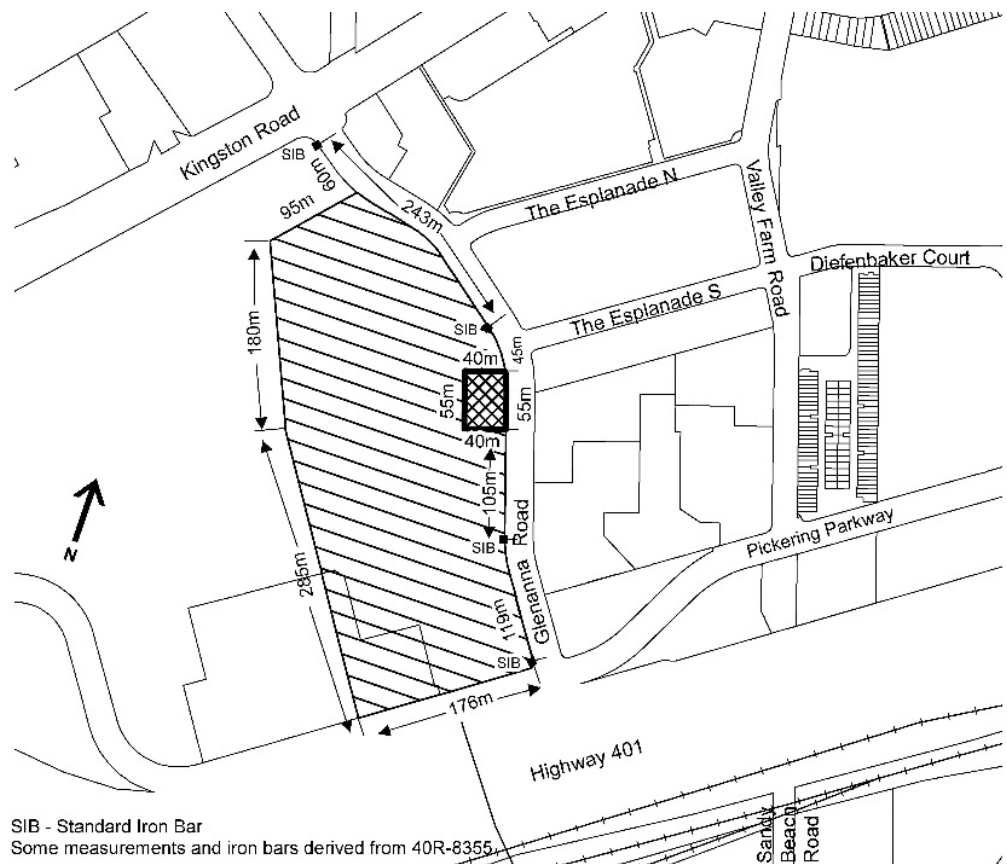 Kingston Road
SIB
60m
95m
243m
The Esplanade N
Valley Farm Road
Diefenbaker Court
The Esplanade S
180m
SIB
45m
40m
55m
55m
40m
105m
Road
SIB
Pickering Parkway
N
285m
119m
Glenanna
SIB
176m
Highway 401
Sandy
Beach
Road
SIB - Standard Iron Bar
Some measurements and iron bars derived from 40R-8355